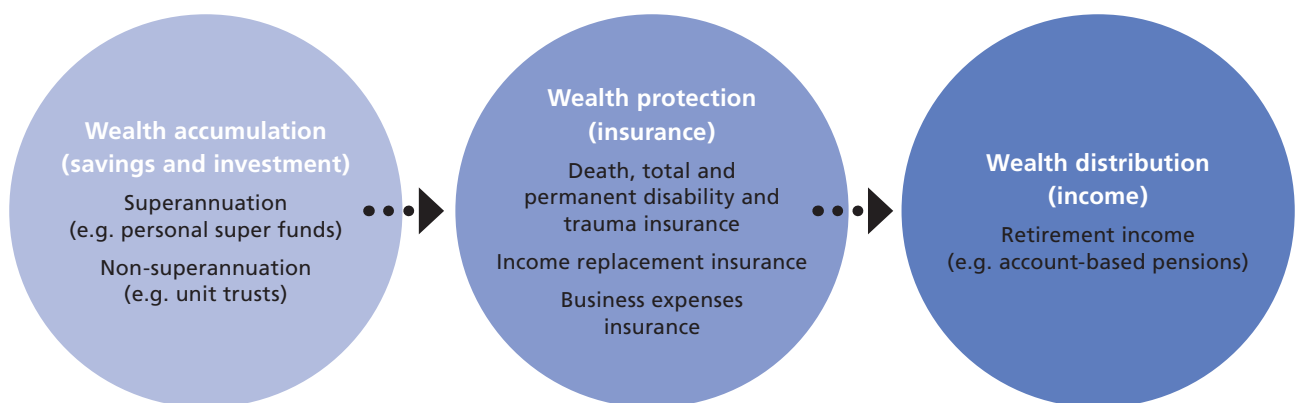 Wealth accumulation
(savings and investment)
Superannuation
(e.g. personal super funds)
Non-superannuation
(e.g. unit trusts)
Wealth protection
(insurance)
Death, total and
permanent disability and
trauma insurance
Income replacement insurance
Business expenses
insurance
Wealth distribution
(income)
Retirement income
(e.g. account-based pensions)